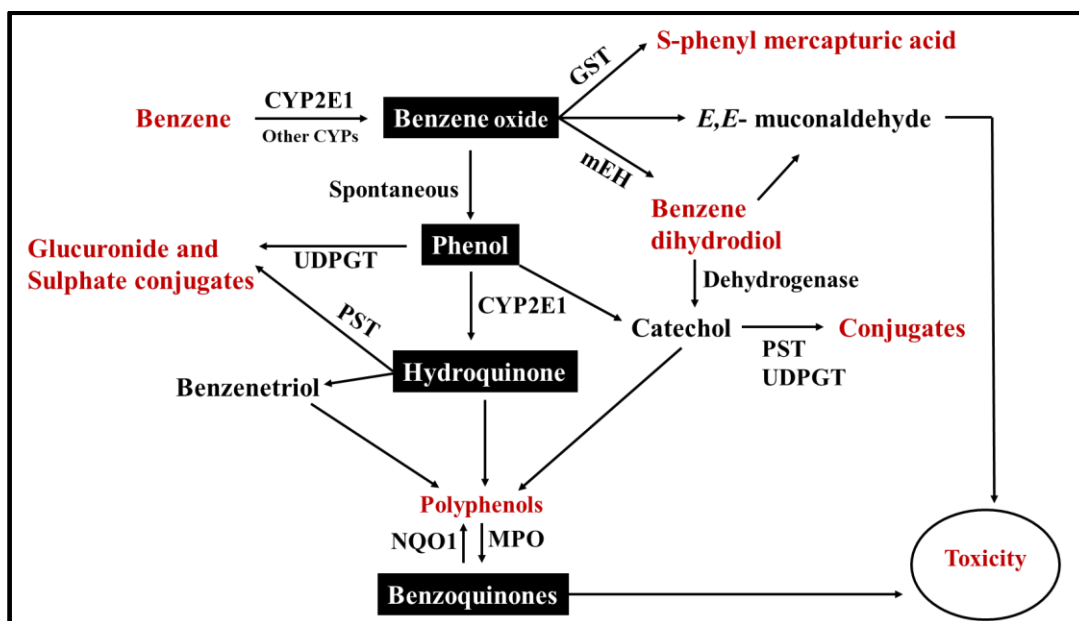 S-phenyl mercapturic acid
GST
CYP2E1
Benzene
Other CYPs
Benzene oxide
E,E- muconaldehyde
mEH
Spontaneous
Benzene
dihydrodiol
Phenol
Glucuronide and
Sulphate conjugates
UDPGT
Dehydrogenase
CYP2E1
PST
Catechol
Conjugates
PST
UDPGT
Hydroquinone
Benzenetriol
Polyphenols
NQO1
MPO
Toxicity
Benzoquinones